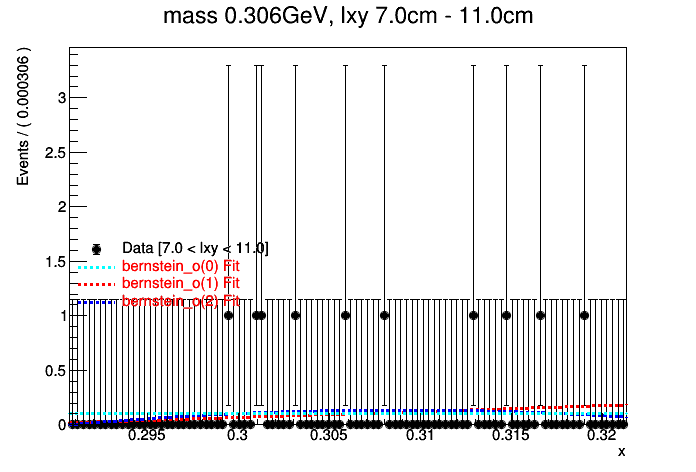 mass 0.306GeV, lxy 7.0cm - 11.0cm
Events / ( 0.000306 )
3
2.5
2
1.5
1
0.5
0
Data [7.0 < lxy < 11.0]
bernstein_o(0) Fit
bernstein_o(1) Fit
bernstein_o(2) Fit
0.295 0.3 0.305 0.31 0.315 0.32
x